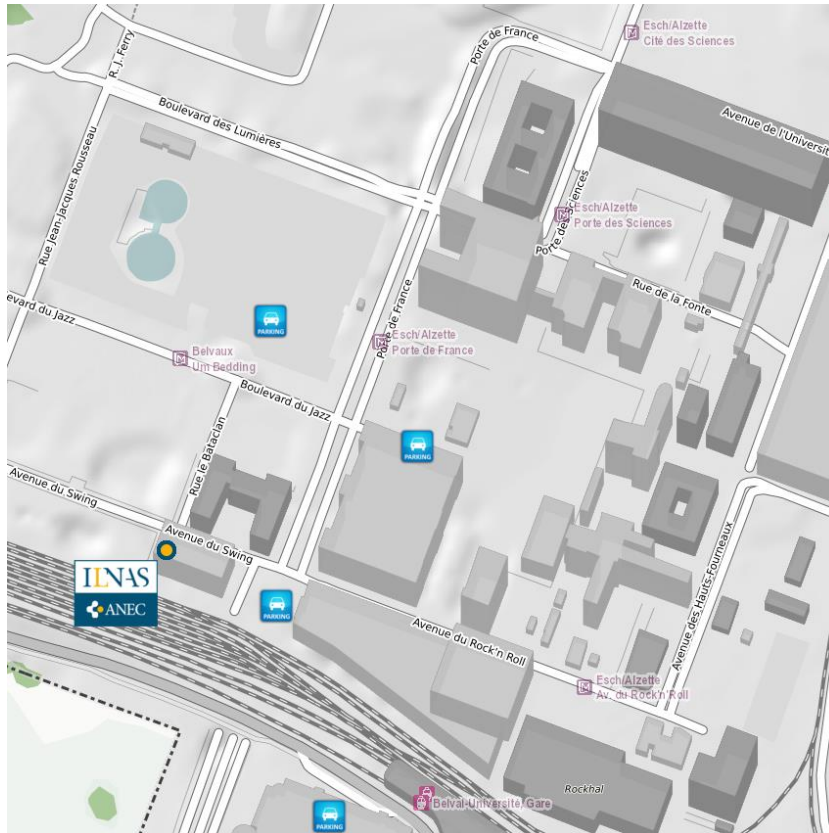 Esch/Alzette
Cité des Sciences
Porte de France
R. J. Ferry
Boulevard des Lumières
Avenue de l'Universit
Rue Jean-Jacques Rousseau
Esch/Alzette
Porte des Sciences
Porte des Sciences
Rue de la Fonte
evard du Jazz
PARKING
Porte de France
Esch/Alzette
Porte de France
Belvaux
Um Bedding
Boulevard du Jazz
PARKING
Rue le Bataclan
Avenue du Swing
Avenue du Swing
ILNAS
ANEC
PARKING
Avenue du Rock'n Roll
Avenue des Hauts-Fourneaux
Esch/Alzette
Av. du Rock'n'Roll
Rockhal
Belval-Université, Gare
PARKING